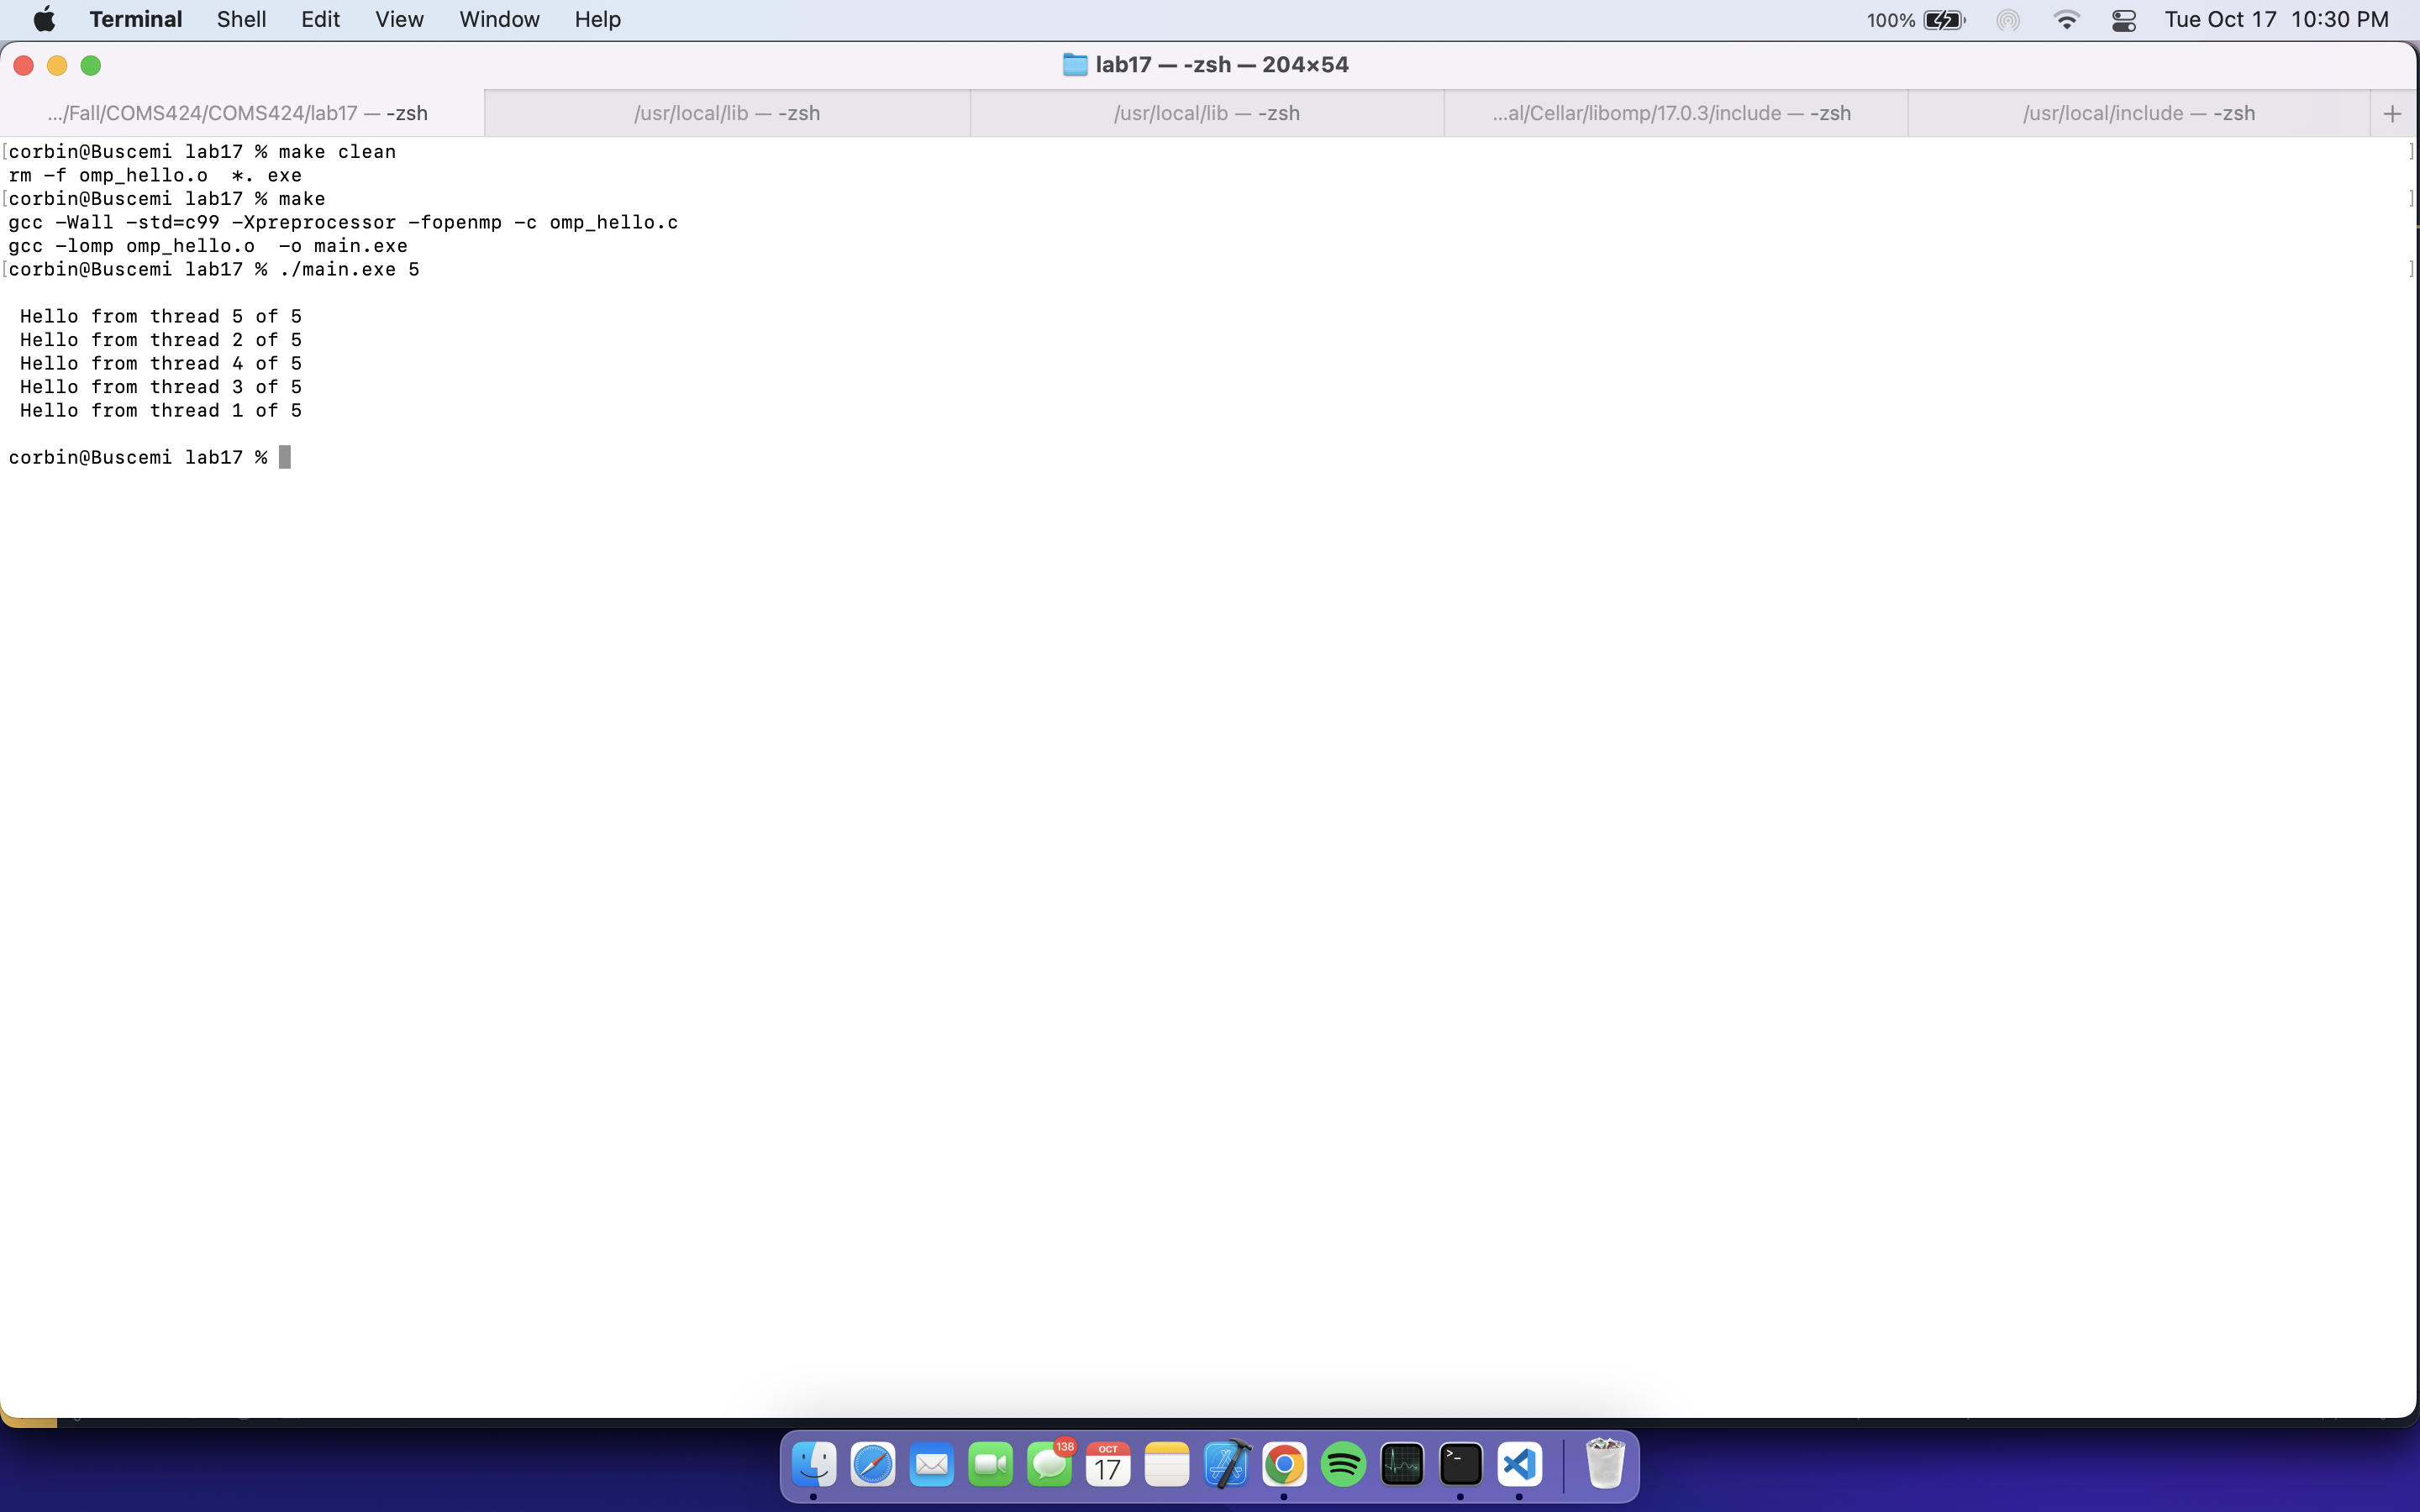 Terminal Shell Edit View Window Help 100% Tue Oct 17 10:30 PM
lab17 — -zsh — 204×54
.../Fall/COMS424/COMS424/lab17 — -zsh /usr/local/lib — -zsh /usr/local/lib — -zsh ...al/Cellar/libomp/17.0.3/include — -zsh /usr/local/include — -zsh +
[corbin@Buscemi lab17 % make clean ]
rm -f omp_hello.o  *. exe
[corbin@Buscemi lab17 % make ]
gcc -Wall -std=c99 -Xpreprocessor -fopenmp -c omp_hello.c
gcc -lomp omp_hello.o  -o main.exe
[corbin@Buscemi lab17 % ./main.exe 5 ]
Hello from thread 5 of 5
Hello from thread 2 of 5
Hello from thread 4 of 5
Hello from thread 3 of 5
Hello from thread 1 of 5
corbin@Buscemi lab17 %
138
OCT
17
>_